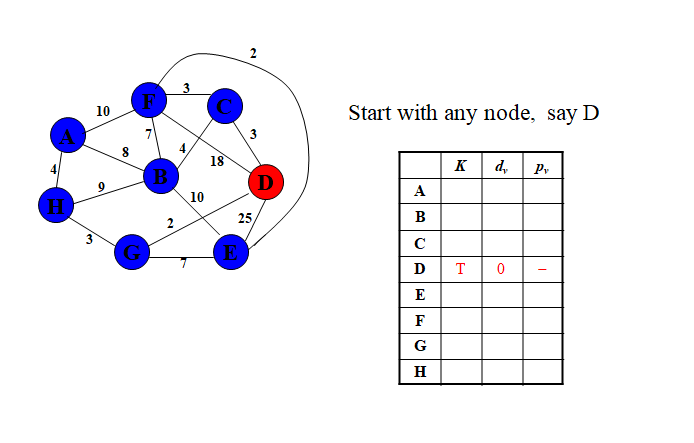 2
3
10
F
C
Start with any node, say D
A
7
3
8
4
18
K d_v p_v
4
B
D
A
9
10
B
H
2
25
C
3
G
E
D T 0 –
7
E
F
G
H